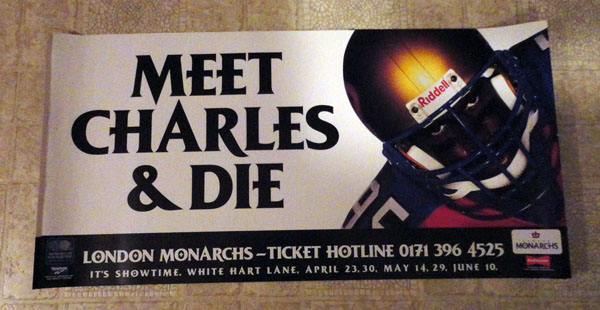 MEET
CHARLES
& DIE
Riddell
LONDON MONARCHS – TICKET HOTLINE 0171 396 4525
MONARCHS
IT'S SHOWTIME. WHITE HART LANE. APRIL 23.30. MAY 14.29. JUNE 10.